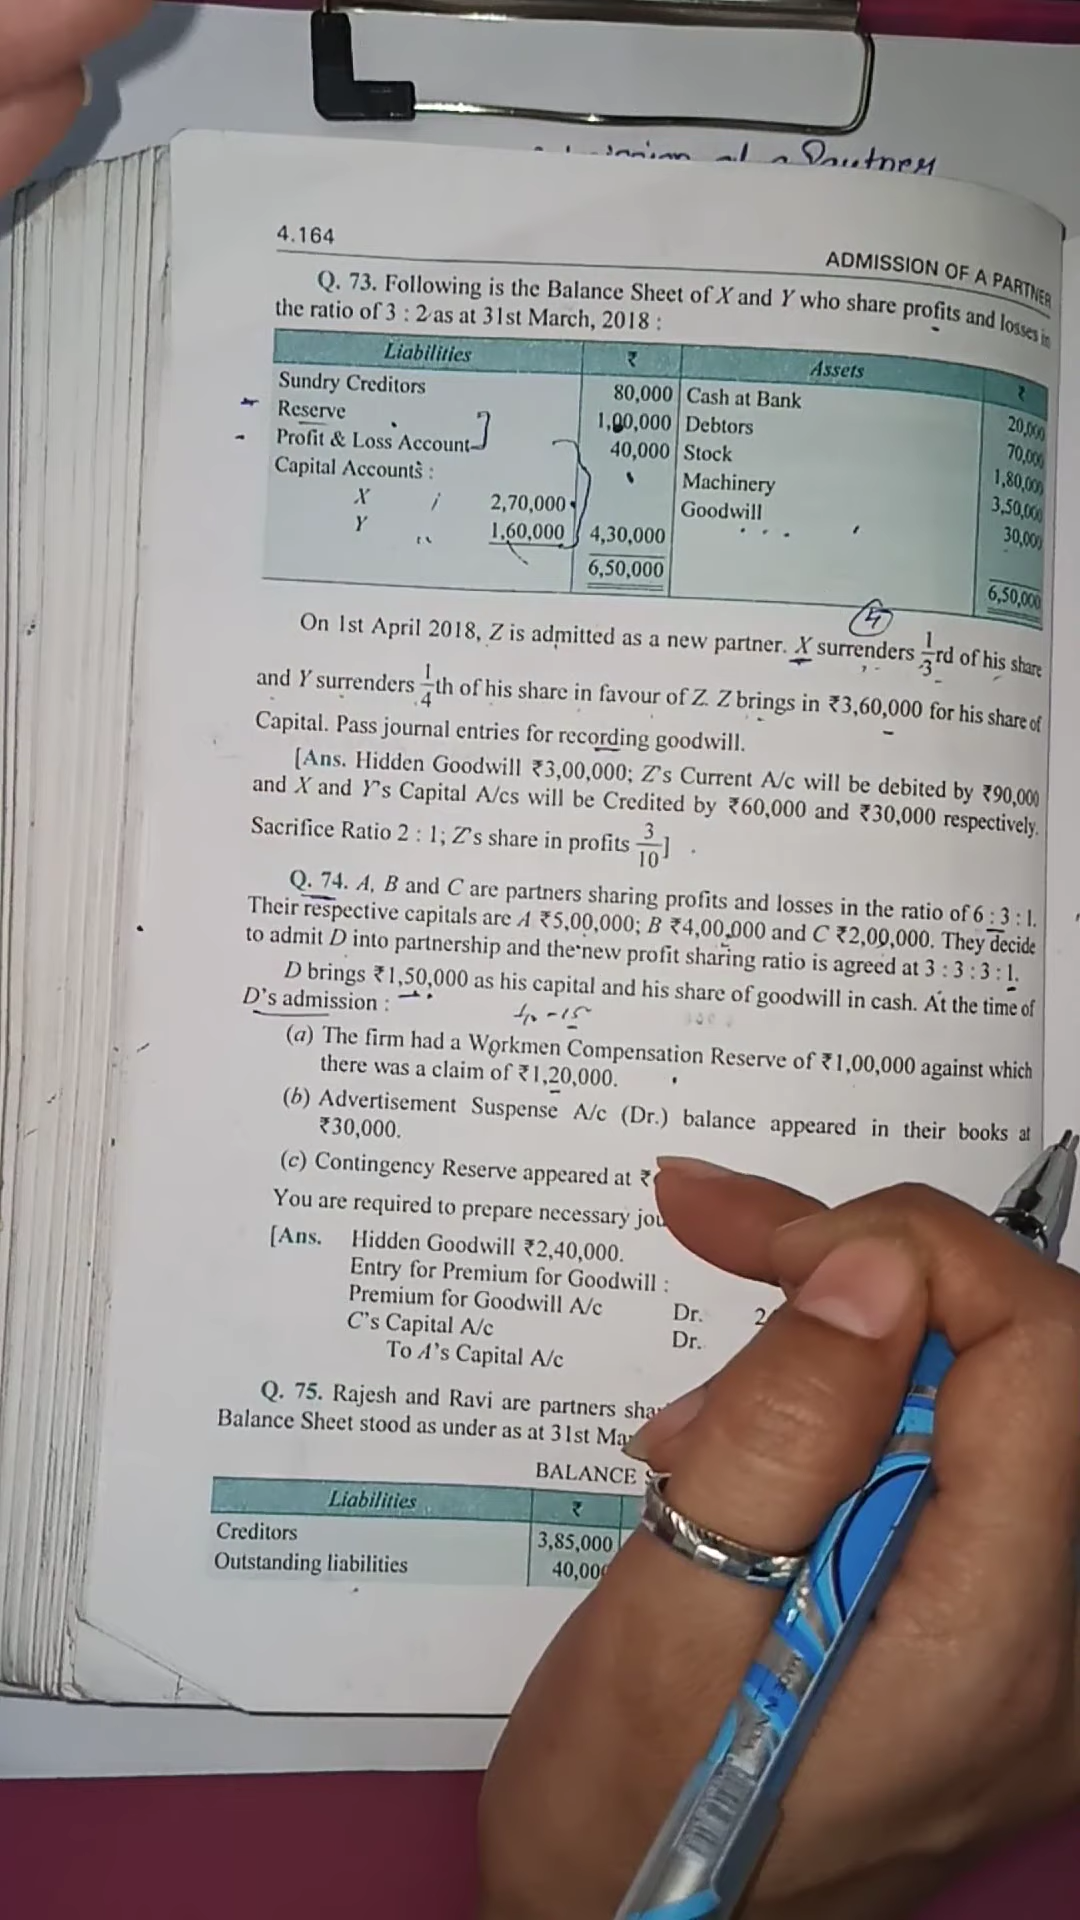 Partner
4.164
ADMISSION OF A PARTNER
Q. 73. Following is the Balance Sheet of X and Y who share profits and losses in
the ratio of 3 : 2 as at 31st March, 2018 :
Liabilities ₹ Assets ₹
Sundry Creditors 80,000 Cash at Bank 20,000
Reserve 1,00,000 Debtors 70,000
Profit & Loss Account 40,000 Stock 1,80,000
Capital Accounts : Machinery 3,50,000
X 2,70,000 Goodwill 30,000
Y 1,60,000 4,30,000
6,50,000 6,50,000
On 1st April 2018, Z is admitted as a new partner. X surrenders 1/3rd of his share
and Y surrenders 1/4th of his share in favour of Z. Z brings in ₹3,60,000 for his share of
Capital. Pass journal entries for recording goodwill.
[Ans. Hidden Goodwill ₹3,00,000; Z's Current A/c will be debited by ₹90,000
and X and Y's Capital A/cs will be Credited by ₹60,000 and ₹30,000 respectively.
Sacrifice Ratio 2 : 1; Z's share in profits 3/10]
Q. 74. A, B and C are partners sharing profits and losses in the ratio of 6 : 3 : 1.
Their respective capitals are A ₹5,00,000; B ₹4,00,000 and C ₹2,00,000. They decide
to admit D into partnership and the new profit sharing ratio is agreed at 3 : 3 : 3 : 1.
D brings ₹1,50,000 as his capital and his share of goodwill in cash. At the time of
D's admission :
(a) The firm had a Workmen Compensation Reserve of ₹1,00,000 against which
there was a claim of ₹1,20,000.
(b) Advertisement Suspense A/c (Dr.) balance appeared in their books at
₹30,000.
(c) Contingency Reserve appeared at ₹
You are required to prepare necessary
[Ans. Hidden Goodwill ₹2,40,000.
Entry for Premium for Goodwill :
Premium for Goodwill A/c Dr. 2
C's Capital A/c Dr.
To A's Capital A/c
Q. 75. Rajesh and Ravi are partners
Balance Sheet stood as under as at 31st
BALANCE
Liabilities ₹
Creditors 3,85,000
Outstanding liabilities 40,00